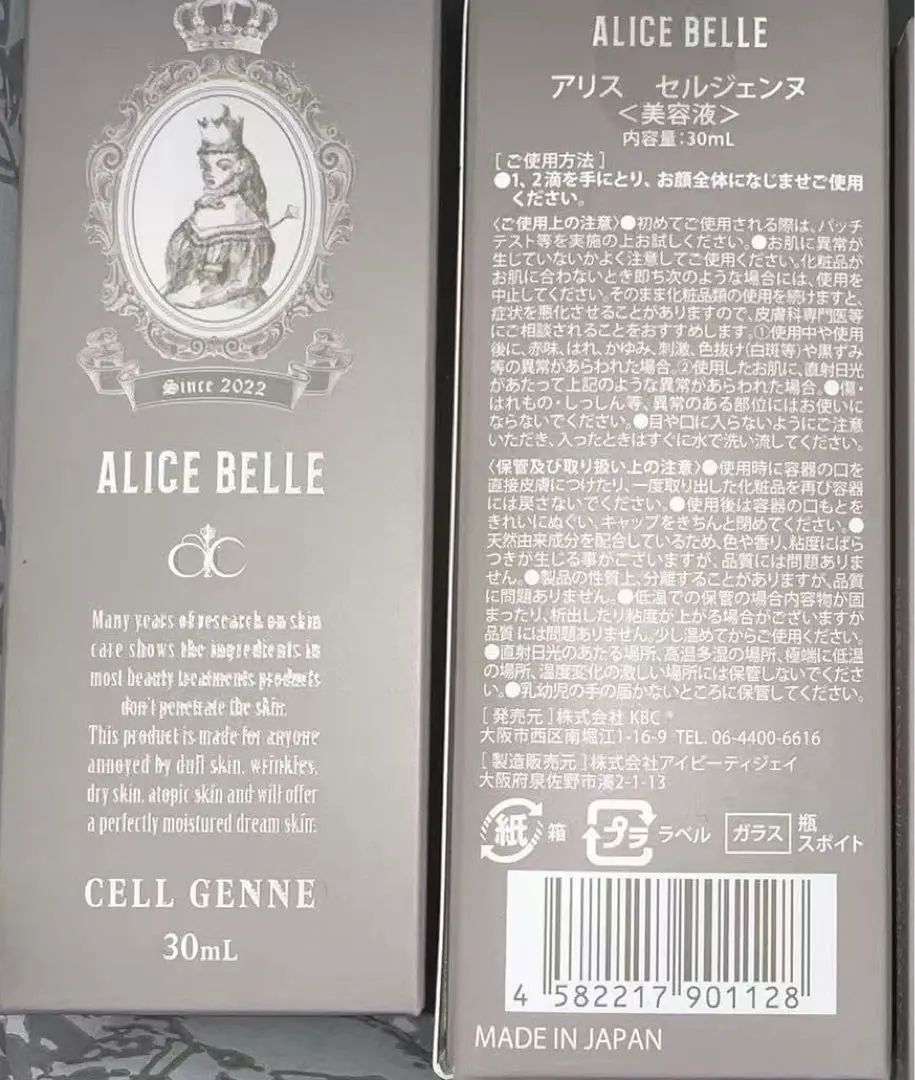 Since 2022
ALICE BELLE
Many years of research on skin
care shows the ingredients in
most beauty treatments products
don't penetrate the skin.
This product is made for anyone
annoyed by dull skin, wrinkles,
dry skin, atopic skin and will offer
a perfectly moistured dream skin.
CELL GENNE
30mL
ALICE BELLE
アリス　セルジェンヌ
＜美容液＞
内容量：30mL
［ご使用方法］
●1、2滴を手にとり、お顔全体になじませご使用
ください。
〈ご使用上の注意〉●初めてご使用される際は、パッチ
テスト等を実施の上お試しください。●お肌に異常が
生じていないかよく注意してご使用ください。化粧品が
お肌に合わないとき即ち次のような場合には、使用を
中止してください。そのまま化粧品類の使用を続けますと、
症状を悪化させることがありますので、皮膚科専門医等
にご相談されることをおすすめします。①使用中や使用
後に、赤味、はれ、かゆみ、刺激、色抜け(白斑等)や黒ずみ
等の異常があらわれた場合。②使用したお肌に、直射日光
があたって上記のような異常があらわれた場合。●傷・
はれもの・しっしん等、異常のある部位にはお使いに
ならないでください。●目や口に入らないようにご注意
いただき、入ったときはすぐに水で洗い流してください。
〈保管及び取り扱い上の注意〉●使用時に容器の口を
直接皮膚につけたり、一度取り出した化粧品を再び容器
には戻さないでください。●使用後は容器の口もとを
きれいにぬぐい、キャップをきちんと閉めてください。●
天然由来成分を配合しているため、色や香り、粘度にばら
つきが生じる事がございますが、品質には問題ありま
せん。●製品の性質上、分離することがありますが、品質
に問題ありません。●低温での保管の場合内容物が固
まったり、析出したり粘度が上がる場合がございますが
品質には問題ありません。少し温めてからご使用ください。
●直射日光のあたる場所、高温多湿の場所、極端に低温
の場所、温度変化の激しい場所には保管しないでくださ
い。●乳幼児の手の届かないところに保管してください。
［発売元］株式会社 KBC
大阪市西区南堀江1-16-9 TEL. 06-4400-6616
［製造販売元］株式会社アイビーティジェイ
大阪府泉佐野市湊2-1-13
紙 箱 プラ ラベル ガラス 瓶
スポイト
4 582217 901128
MADE IN JAPAN